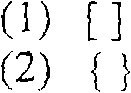 (1) [ ]
(2) { }